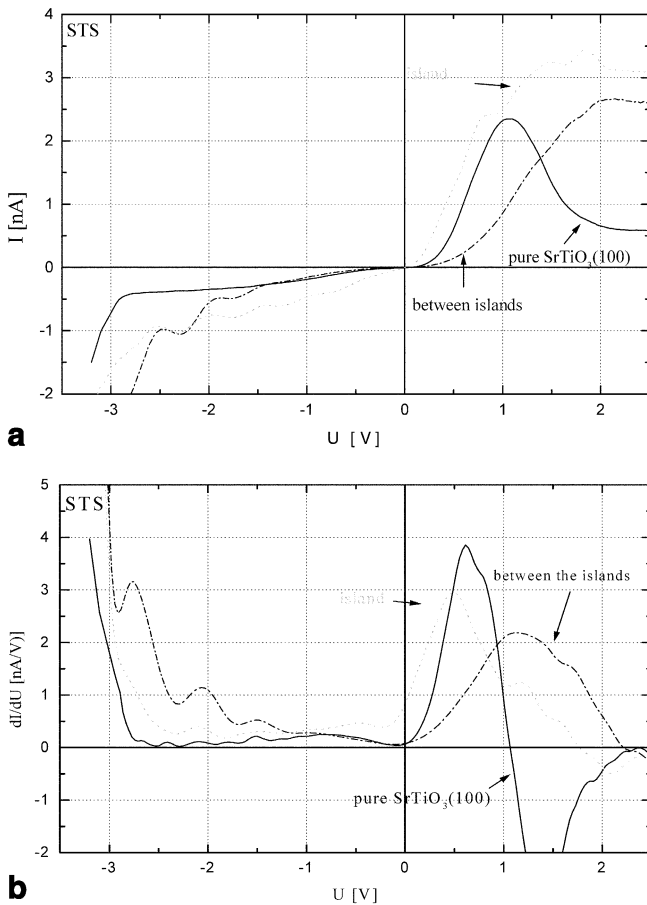 STS
4
3
2
1
0
-1
-2
I [nA]
island
pure SrTiO3(100)
between islands
-3 -2 -1 0 1 2
U [ V ]
a
STS
5
4
3
2
1
0
-1
-2
dI/dU [nA/V)]
between the islands
island
pure SrTiO3(100)
-3 -2 -1 0 1 2
U [V]
b